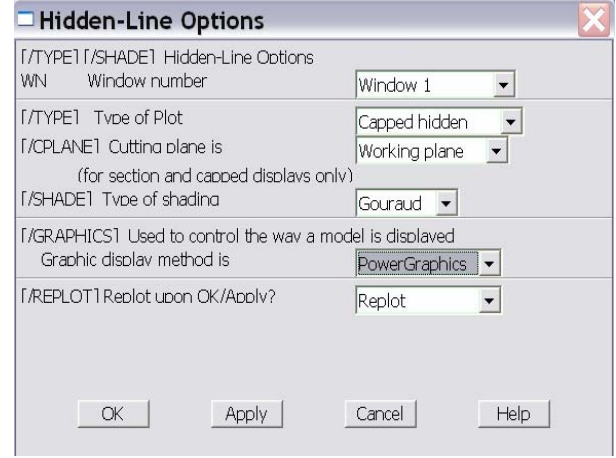 Hidden-Line Options
[/TYPE] [/SHADE] Hidden-Line Options
WN Window number Window 1
[/TYPE] Type of Plot Capped hidden
[/CPLANE] Cutting plane is Working plane
(for section and capped displays only)
[/SHADE] Type of shading Gouraud
[/GRAPHICS] Used to control the way a model is displayed
Graphic display method is PowerGraphics
[/REPLOT] Replot upon OK/Apply? Replot
OK Apply Cancel Help